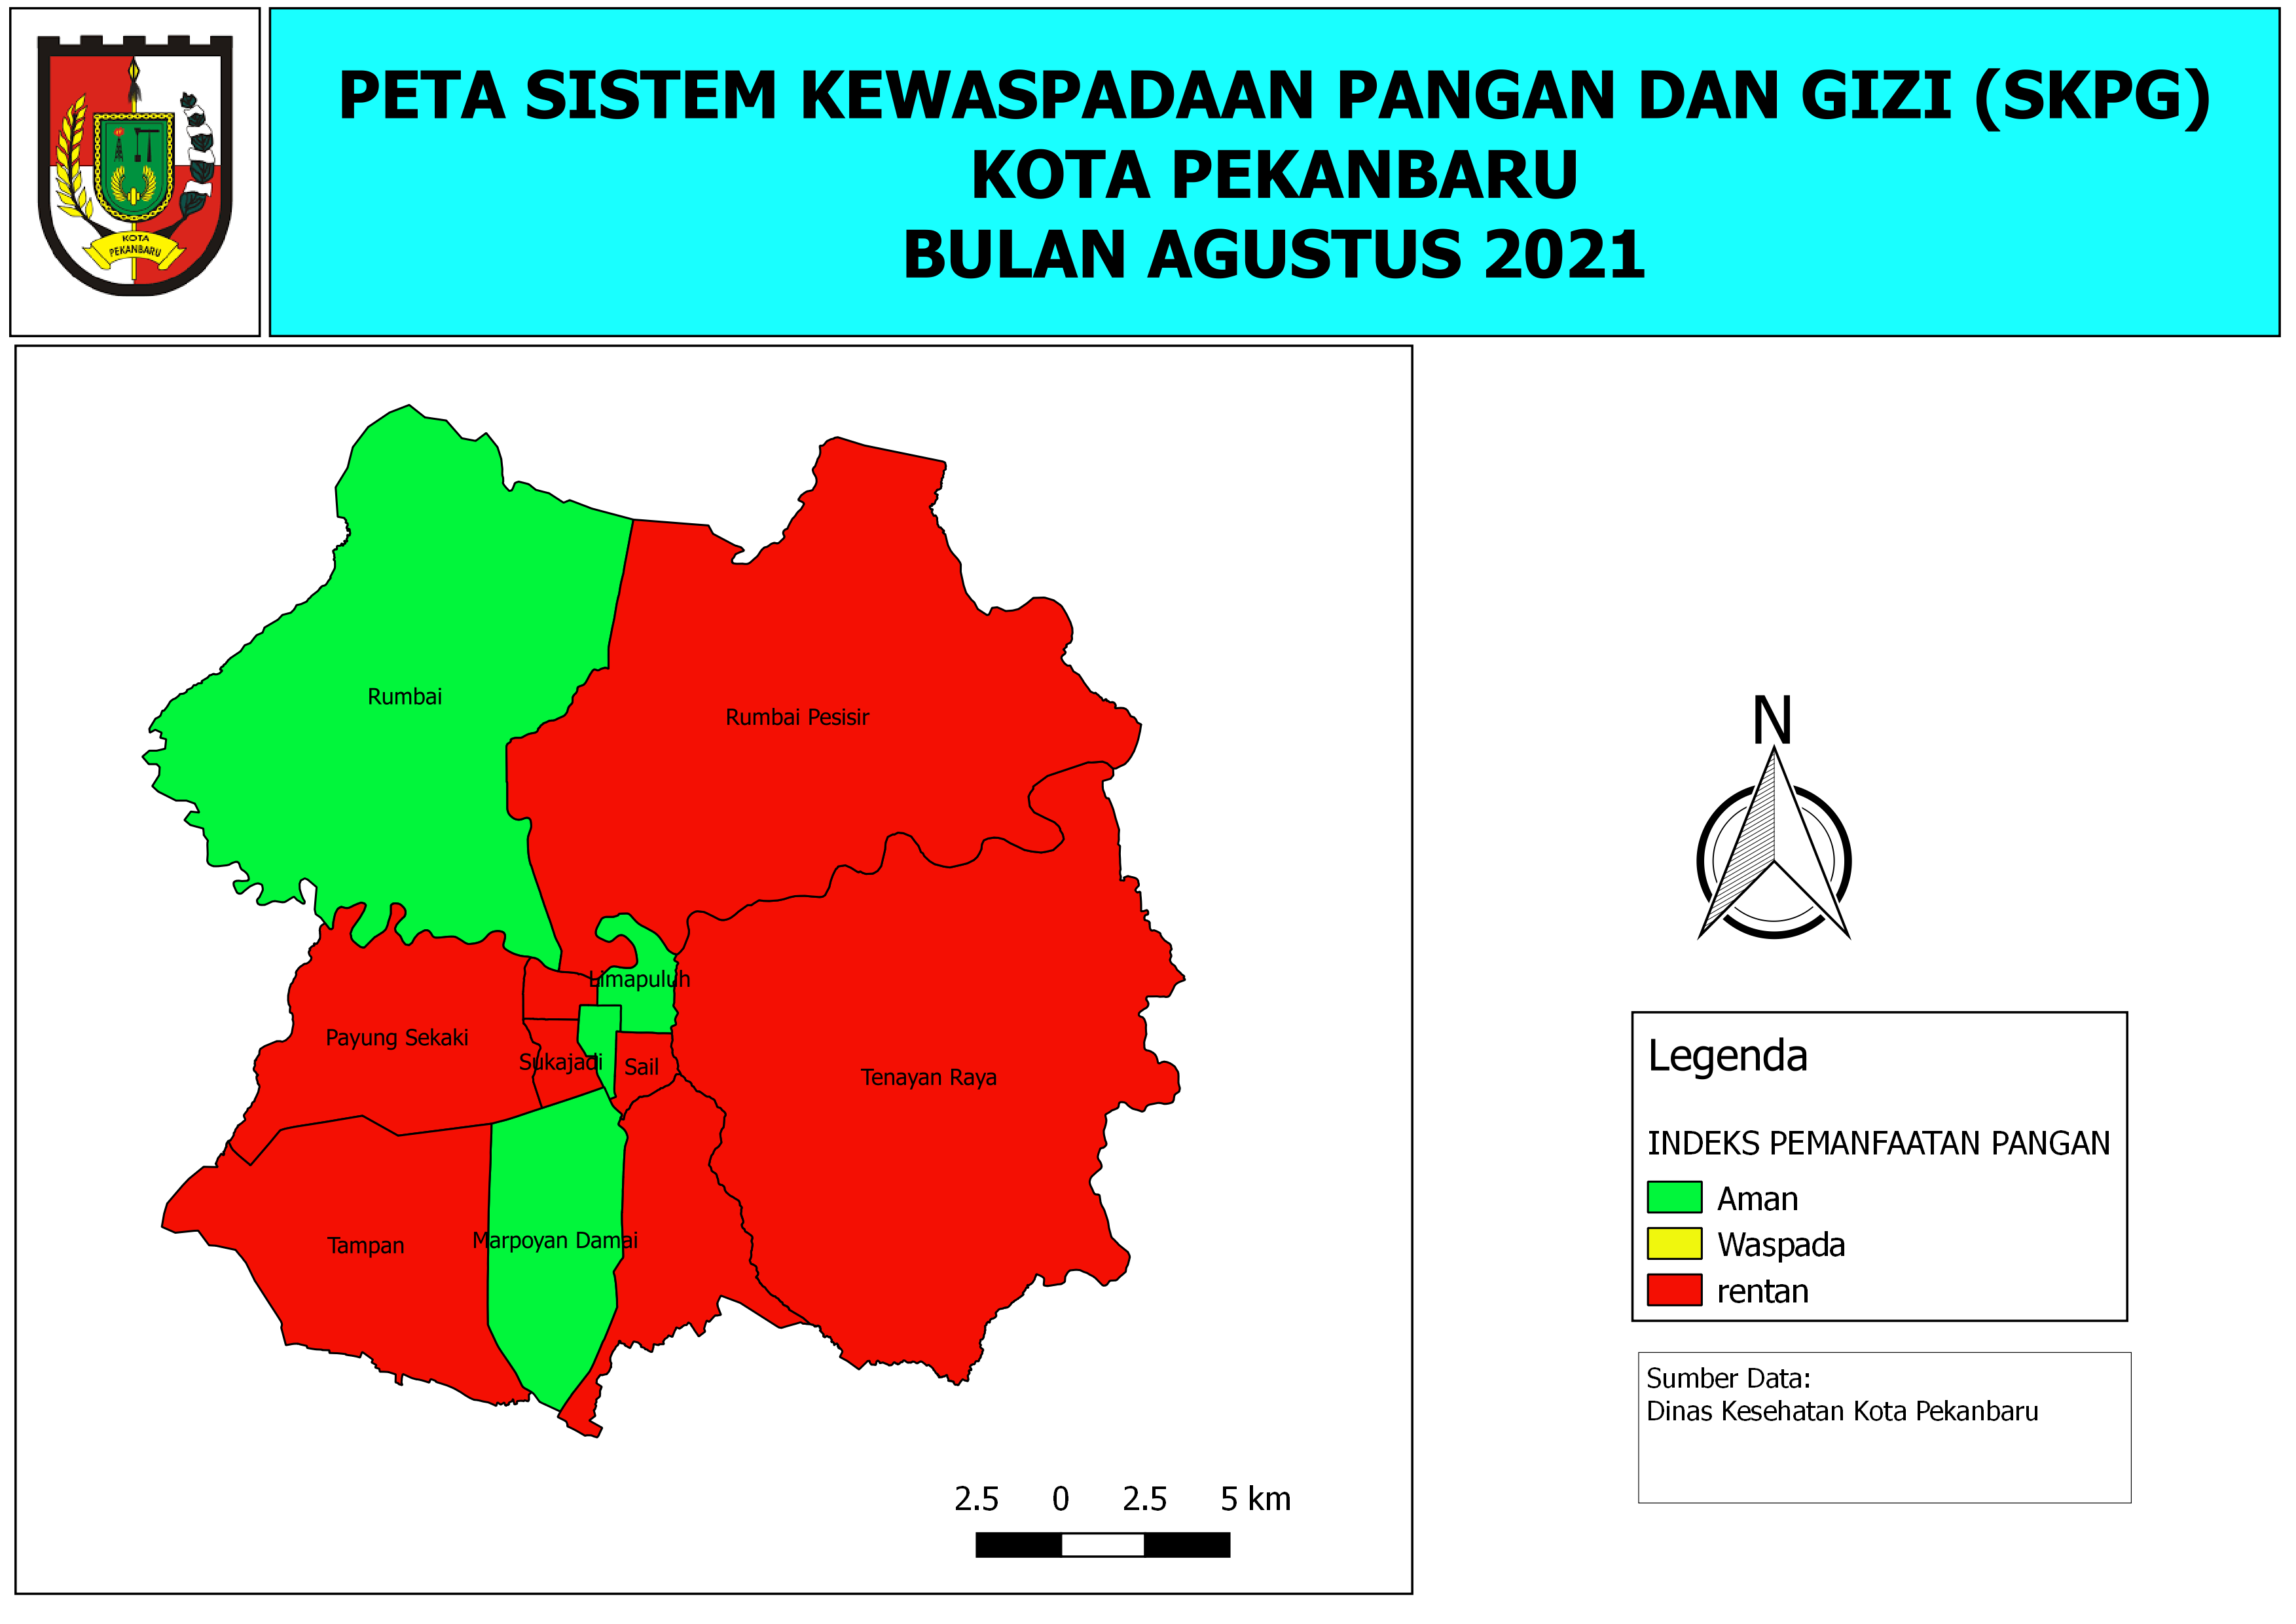 KOTA
PEKANBARU
PETA SISTEM KEWASPADAAN PANGAN DAN GIZI (SKPG)
KOTA PEKANBARU
BULAN AGUSTUS 2021
Rumbai
Rumbai Pesisir
Limapuluh
Payung Sekaki
Sukajadi
Sail
Tenayan Raya
Tampan
Marpoyan Damai
2.5 0 2.5 5 km
N
Legenda
INDEKS PEMANFAATAN PANGAN
Aman
Waspada
rentan
Sumber Data:
Dinas Kesehatan Kota Pekanbaru